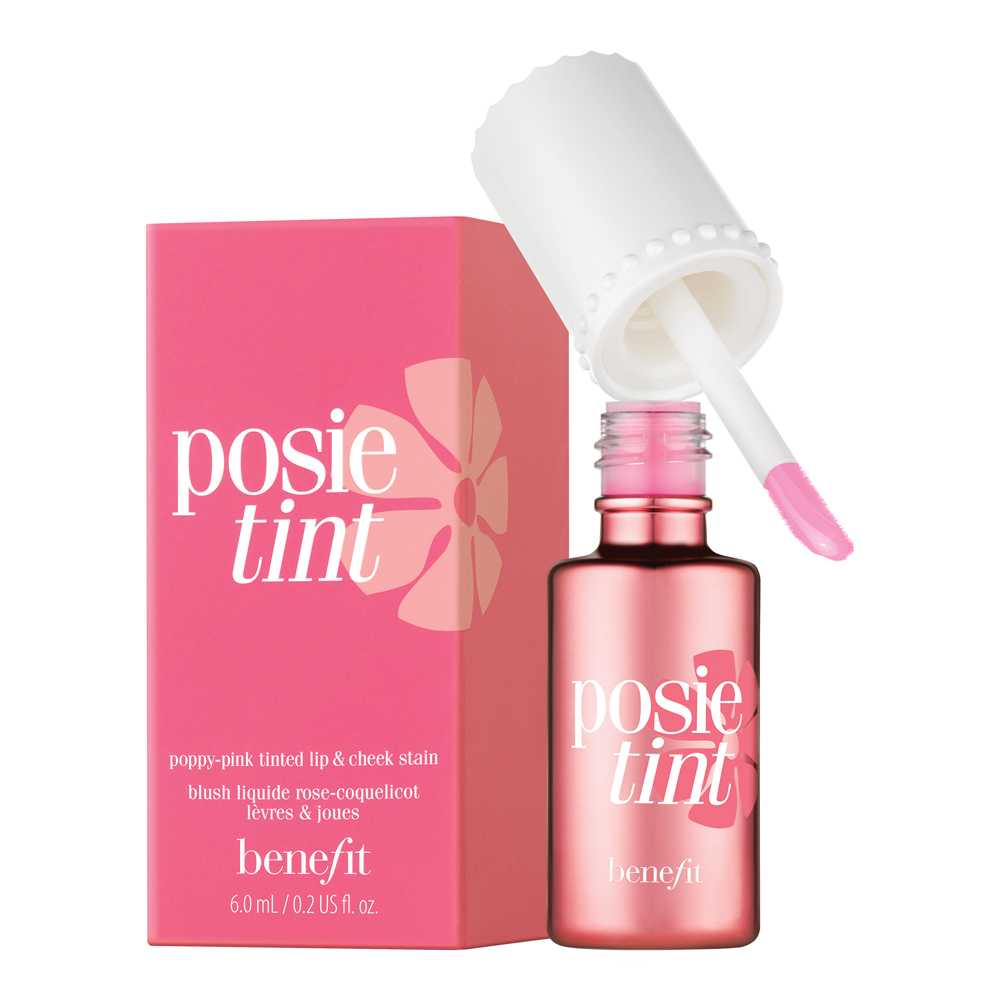 posie
tint
poppy-pink tinted lip & cheek stain
blush liquide rose-coquelicot
lèvres & joues
benefit
6.0 mL / 0.2 US fl. oz.
posie
tint
benefit